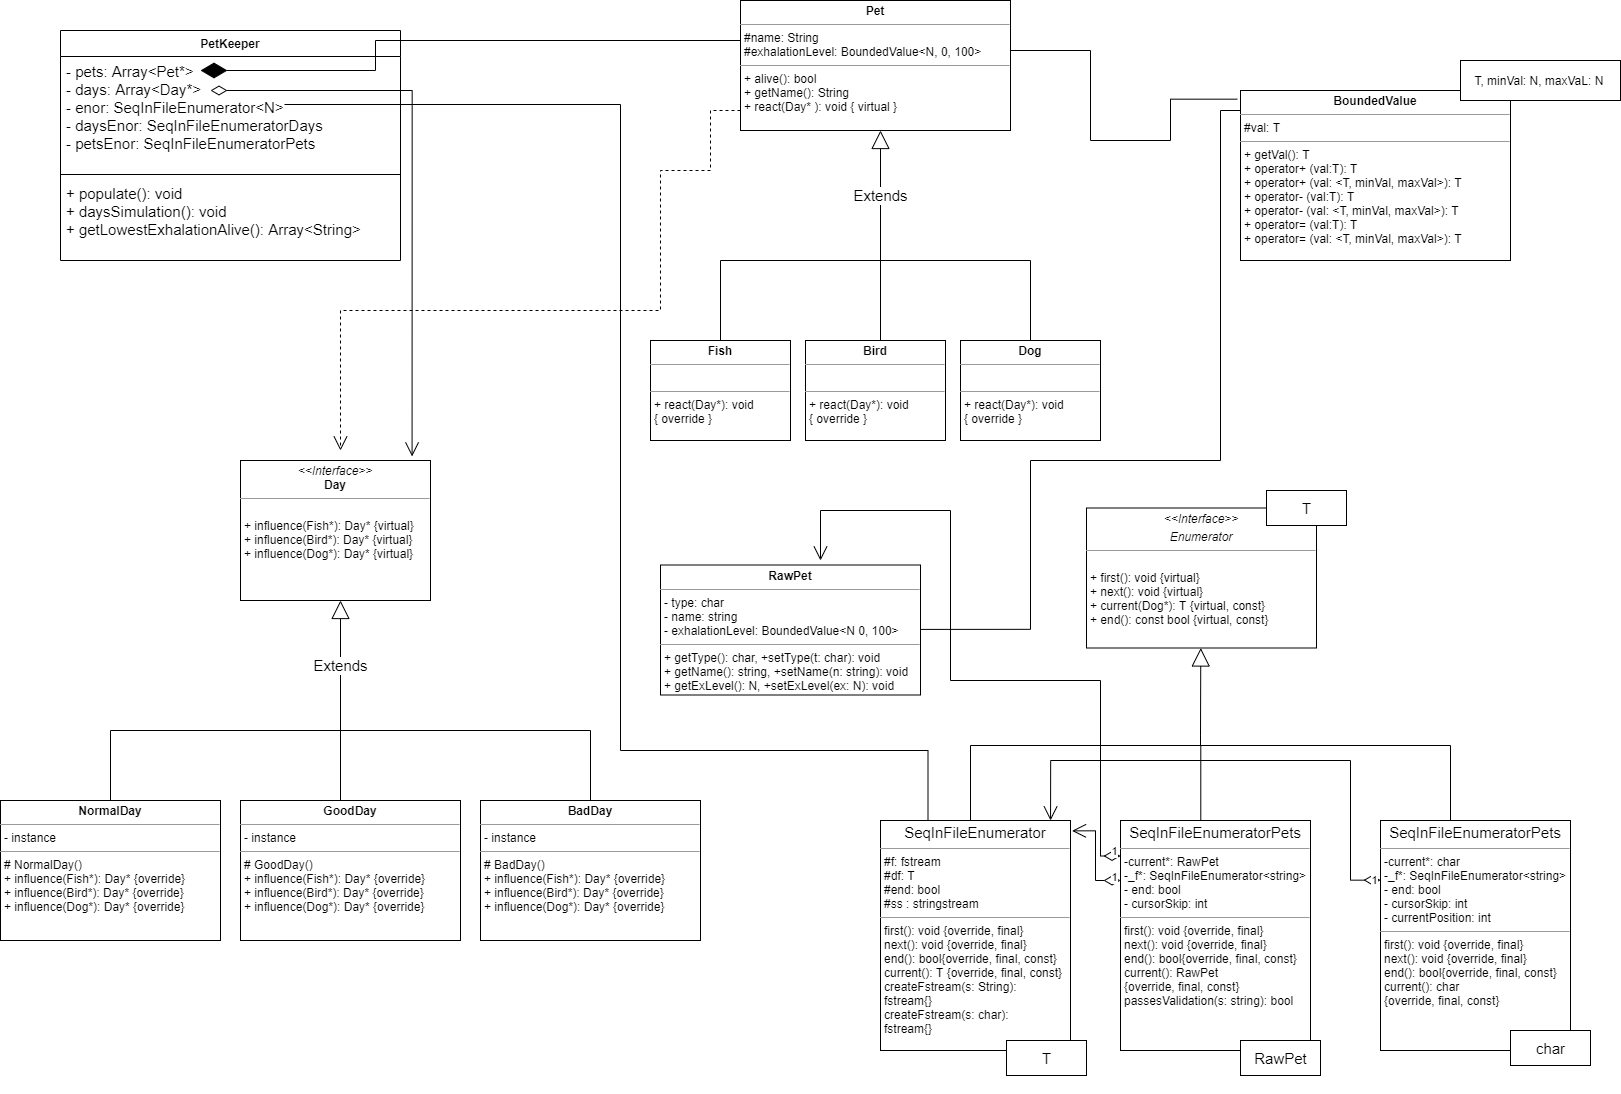 PetKeeper
- pets: Array<Pet*>
- days: Array<Day*>
- enor: SeqInFileEnumerator<N>
- daysEnor: SeqInFileEnumeratorDays
- petsEnor: SeqInFileEnumeratorPets
+ populate(): void
+ daysSimulation(): void
+ getLowestExhalationAlive(): Array<String>
Pet
#name: String
#exhalationLevel: BoundedValue<N, 0, 100>
+ alive(): bool
+ getName(): String
+ react(Day* ): void { virtual }
T, minVal: N, maxVaL: N
BoundedValue
#val: T
+ getVal(): T
+ operator+ (val:T): T
+ operator+ (val: <T, minVal, maxVal>): T
+ operator- (val:T): T
+ operator- (val: <T, minVal, maxVal>): T
+ operator= (val:T): T
+ operator= (val: <T, minVal, maxVal>): T
Extends
Fish
+ react(Day*): void
{ override }
Bird
+ react(Day*): void
{ override }
Dog
+ react(Day*): void
{ override }
<<Interface>>
Day
+ influence(Fish*): Day* {virtual}
+ influence(Bird*): Day* {virtual}
+ influence(Dog*): Day* {virtual}
Extends
RawPet
- type: char
- name: string
- exhalationLevel: BoundedValue<N 0, 100>
+ getType(): char, +setType(t: char): void
+ getName(): string, +setName(n: string): void
+ getExLevel(): N, +setExLevel(ex: N): void
T
<<Interface>>
Enumerator
+ first(): void {virtual}
+ next(): void {virtual}
+ current(Dog*): T {virtual, const}
+ end(): const bool {virtual, const}
NormalDay
- instance
# NormalDay()
+ influence(Fish*): Day* {override}
+ influence(Bird*): Day* {override}
+ influence(Dog*): Day* {override}
GoodDay
- instance
# GoodDay()
+ influence(Fish*): Day* {override}
+ influence(Bird*): Day* {override}
+ influence(Dog*): Day* {override}
BadDay
- instance
# BadDay()
+ influence(Fish*): Day* {override}
+ influence(Bird*): Day* {override}
+ influence(Dog*): Day* {override}
SeqInFileEnumerator
#f: fstream
#df: T
#end: bool
#ss : stringstream
first(): void {override, final}
next(): void {override, final}
end(): bool{override, final, const}
current(): T {override, final, const}
createFstream(s: String):
fstream{}
createFstream(s: char):
fstream{}
T
1
1
SeqInFileEnumeratorPets
-current*: RawPet
-_f*: SeqInFileEnumerator<string>
- end: bool
- cursorSkip: int
first(): void {override, final}
next(): void {override, final}
end(): bool{override, final, const}
current(): RawPet
{override, final, const}
passesValidation(s: string): bool
RawPet
1
SeqInFileEnumeratorPets
-current*: char
-_f*: SeqInFileEnumerator<string>
- end: bool
- cursorSkip: int
- currentPosition: int
first(): void {override, final}
next(): void {override, final}
end(): bool{override, final, const}
current(): char
{override, final, const}
char